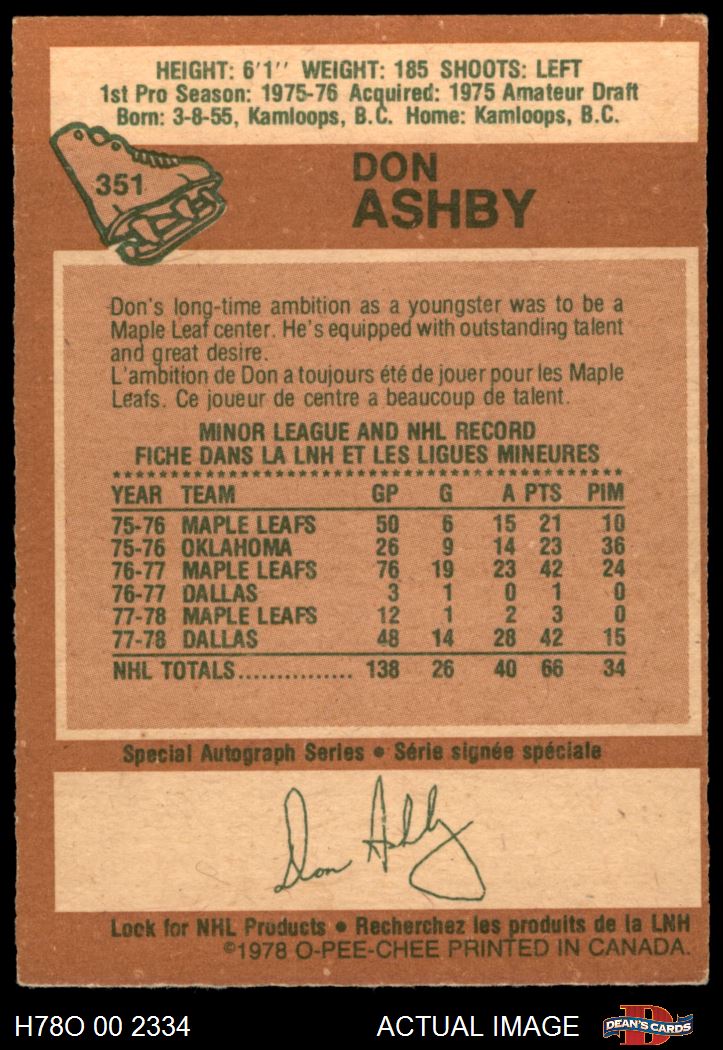 HEIGHT: 6'1'' WEIGHT: 185 SHOOTS: LEFT
1st Pro Season: 1975-76 Acquired: 1975 Amateur Draft
Born: 3-8-55, Kamloops, B.C. Home: Kamloops, B.C.
351
DON
ASHBY
Don's long-time ambition as a youngster was to be a
Maple Leaf center. He's equipped with outstanding talent
and great desire.
L'ambition de Don a toujours été de jouer pour les Maple
Leafs. Ce joueur de centre a beaucoup de talent.
MINOR LEAGUE AND NHL RECORD
FICHE DANS LA LNH ET LES LIGUES MINEURES
YEAR TEAM GP G A PTS PIM
75-76 MAPLE LEAFS 50 6 15 21 10
75-76 OKLAHOMA 26 9 14 23 36
76-77 MAPLE LEAFS 76 19 23 42 24
76-77 DALLAS 3 1 0 1 0
77-78 MAPLE LEAFS 12 1 2 3 0
77-78 DALLAS 48 14 28 42 15
NHL TOTALS............... 138 26 40 66 34
Special Autograph Series • Série signée spéciale
Don Ashby
Look for NHL Products • Recherchez les produits de la LNH
©1978 O-PEE-CHEE PRINTED IN CANADA.
H78O 00 2334 ACTUAL IMAGE DEAN'S CARDS